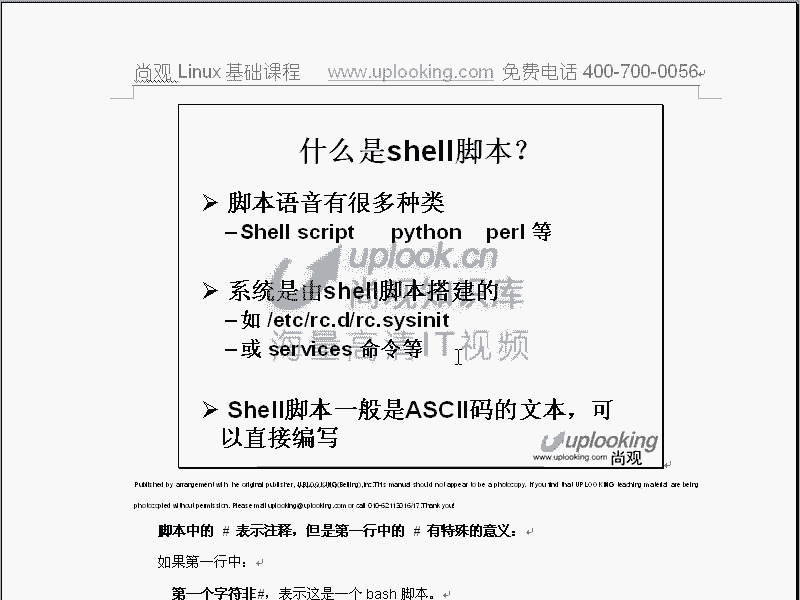 尚观 Linux 基础课程 www.uplooking.com 免费电话 400-700-0056
什么是shell脚本?
脚本语音有很多种类
–Shell script python perl 等
uplook.cn
尚观知识库
系统是由shell脚本搭建的
–如 /etc/rc.d/rc.sysinit
–或 services 命令等
海量高清IT视频
Shell脚本一般是ASCII码的文本，可
以直接编写
uplooking
www.uplooking.com 尚观
Published by arrangement with the original publisher, UPLOOKING(Beijing),Inc.This manual should not appear to be a photocopy. If you find that UPLOOKING teaching material are being
photocopied without permission. Please mail uplooking@uplooking.com or call 010-62113016/17.Thank you!
脚本中的 # 表示注释，但是第一行中的 # 有特殊的意义：
如果第一行中：
第一个字符非#，表示这是一个 bash 脚本。